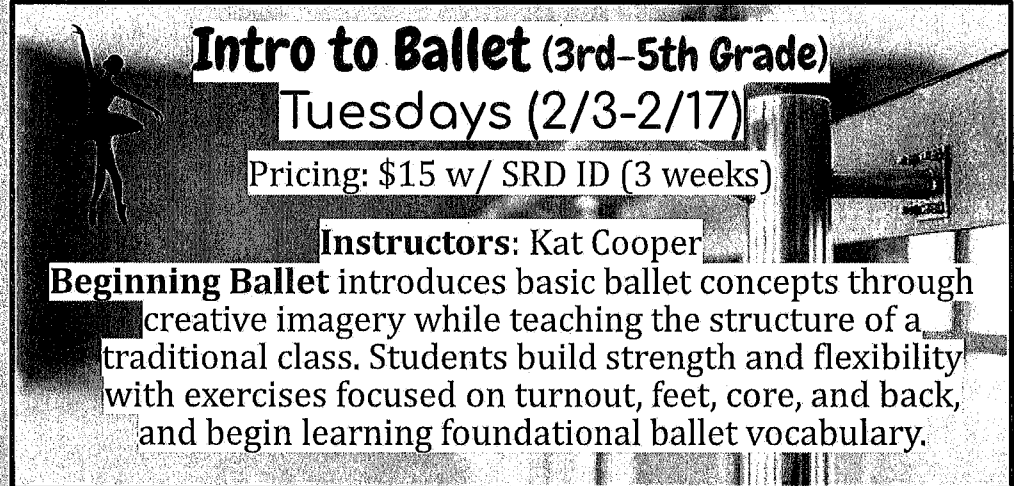 Intro to Ballet (3rd-5th Grade)
Tuesdays (2/3-2/17)
Pricing: $15 w/ SRD ID (3 weeks)
Instructors: Kat Cooper
Beginning Ballet introduces basic ballet concepts through
creative imagery while teaching the structure of a
traditional class. Students build strength and flexibility
with exercises focused on turnout, feet, core, and back,
and begin learning foundational ballet vocabulary.